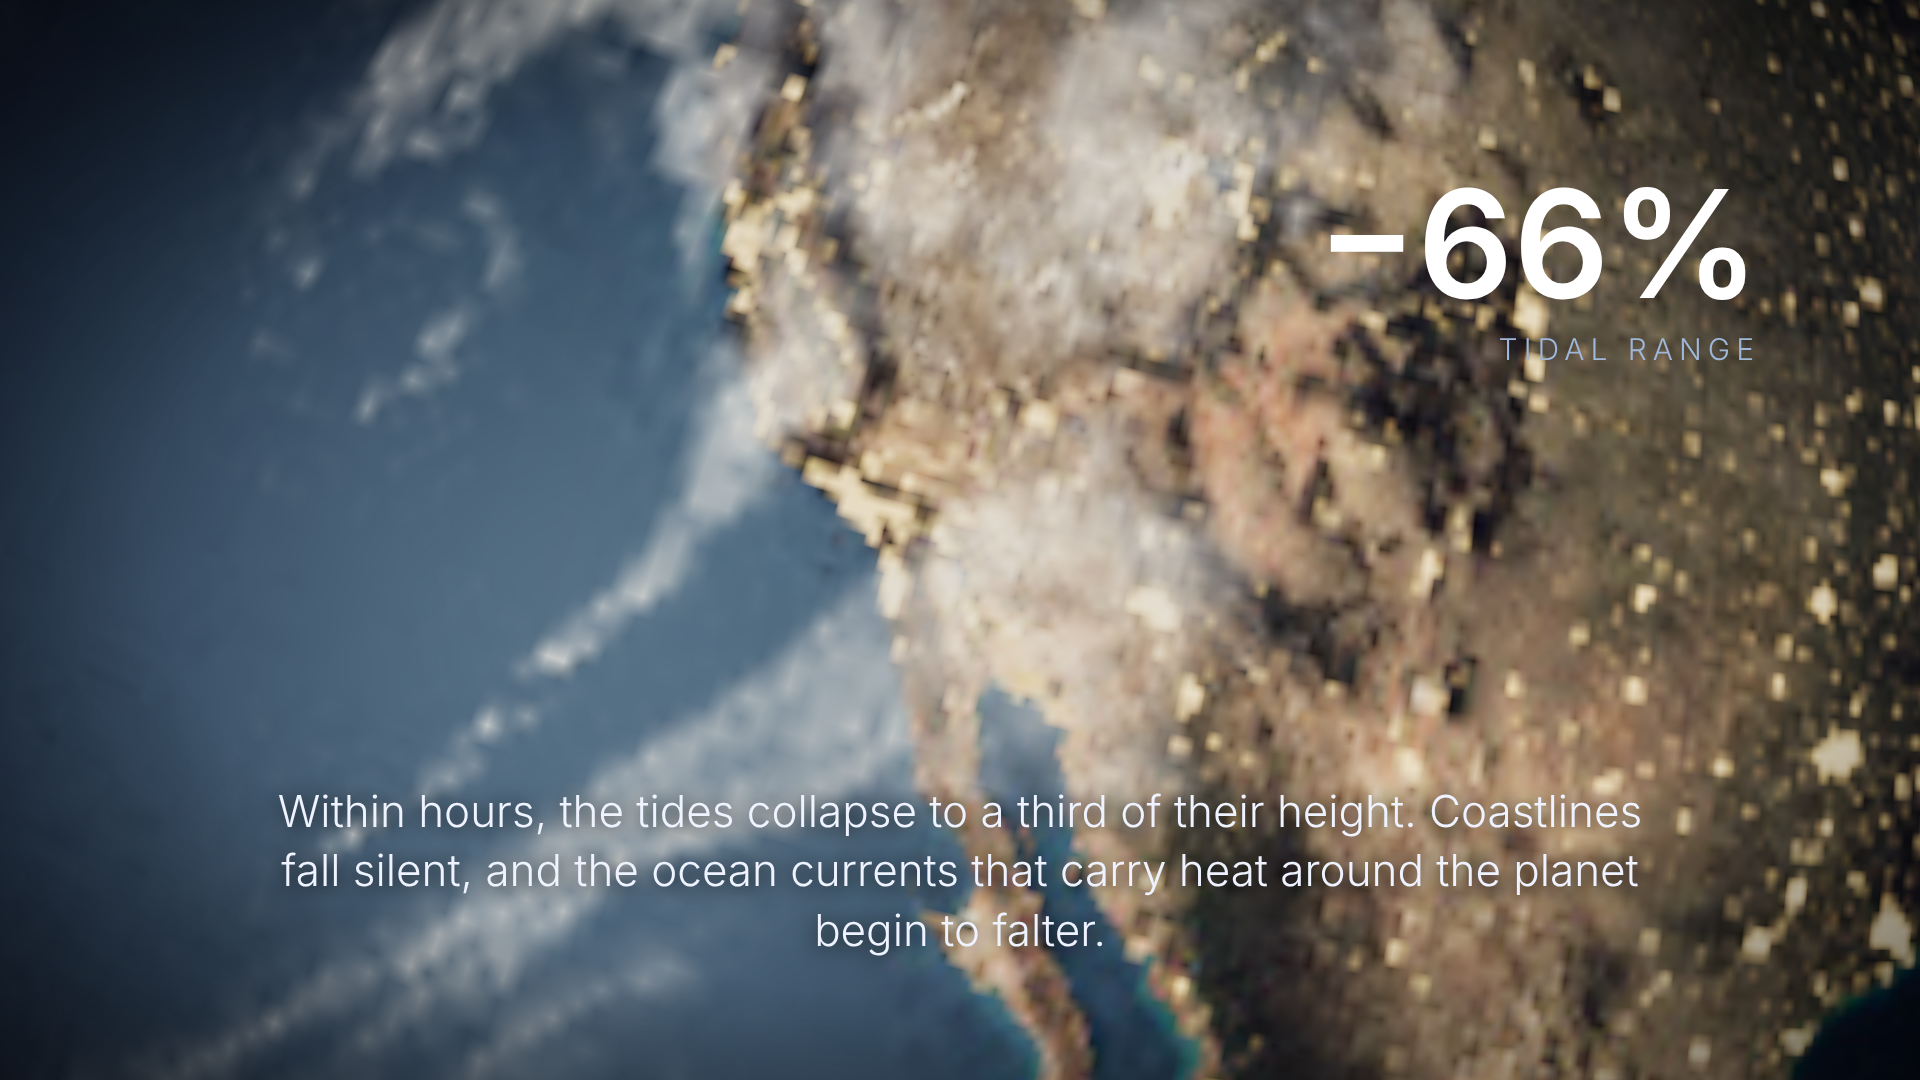 −66%
TIDAL RANGE
Within hours, the tides collapse to a third of their height. Coastlines
fall silent, and the ocean currents that carry heat around the planet
begin to falter.